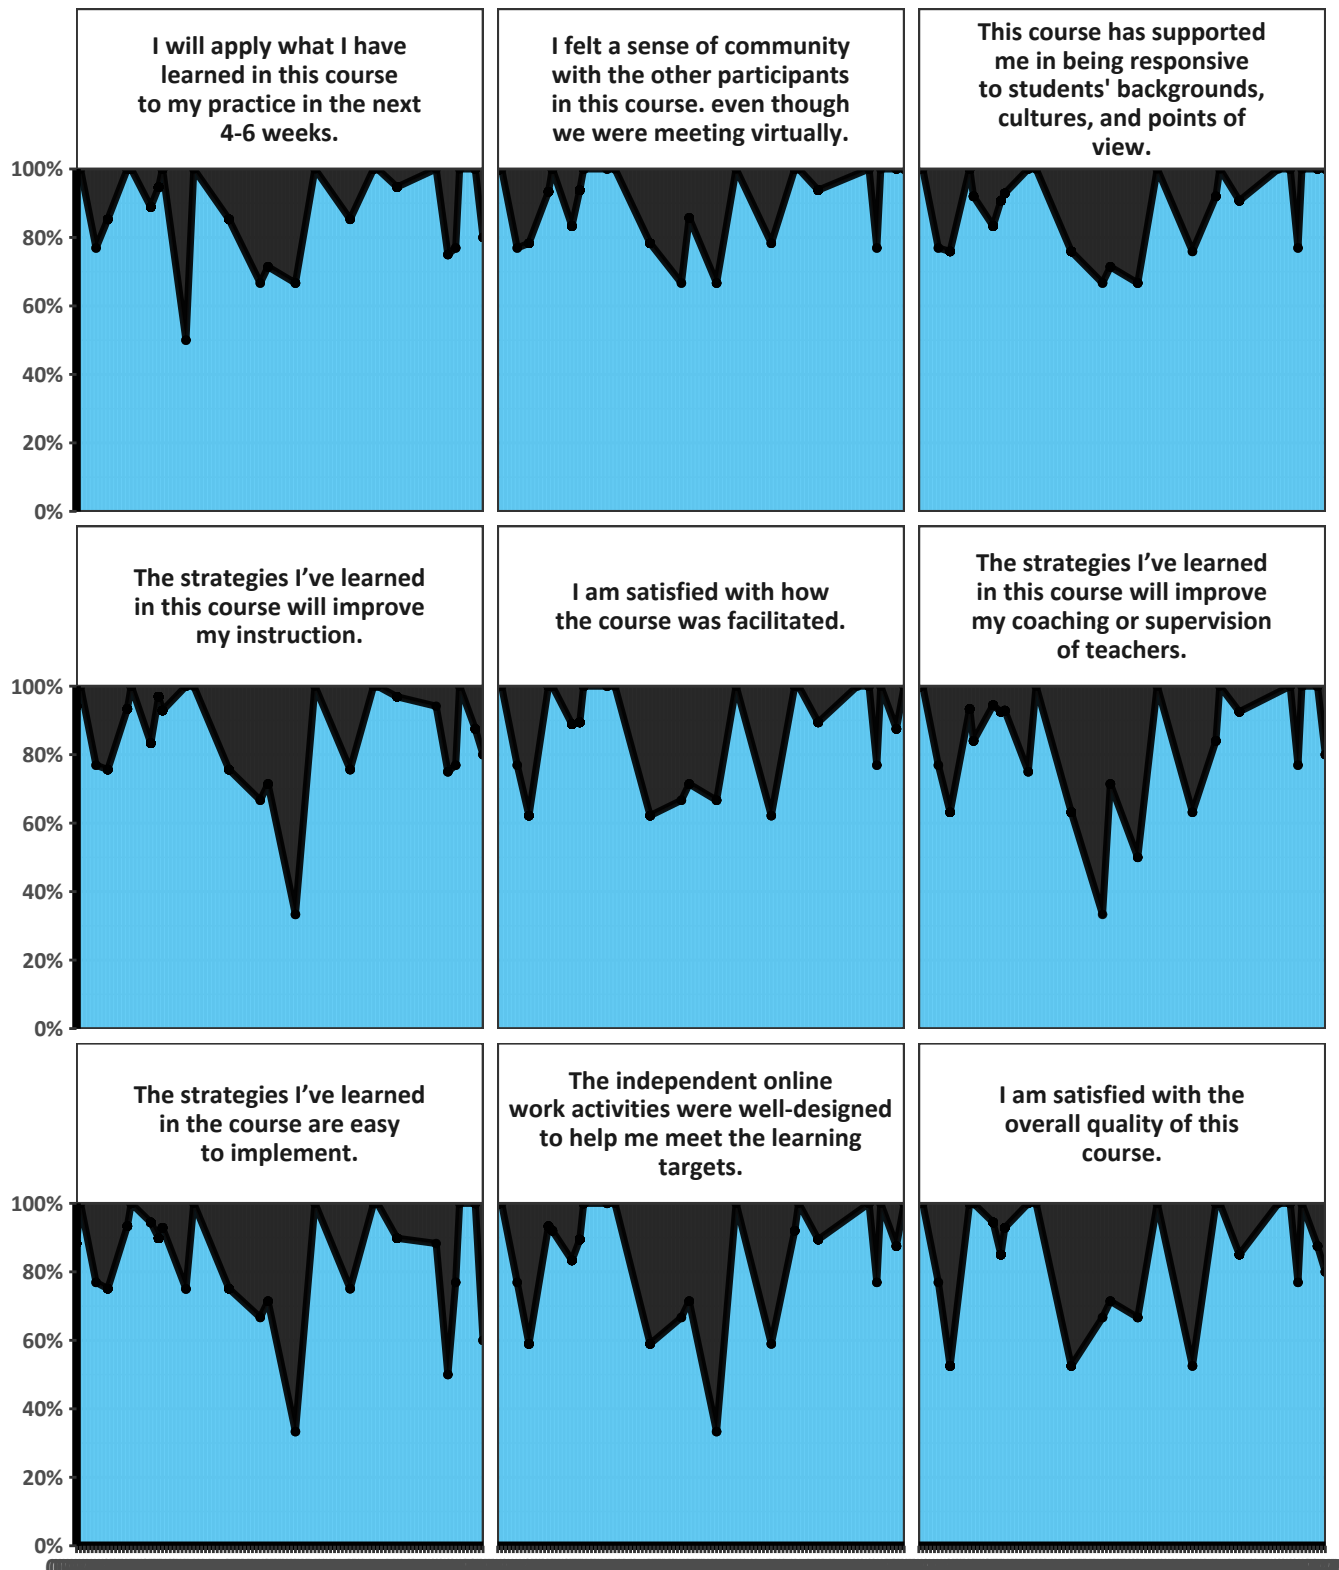 I will apply what I have
learned in this course
to my practice in the next
4-6 weeks.
I felt a sense of community
with the other participants
in this course. even though
we were meeting virtually.
This course has supported
me in being responsive
to students' backgrounds,
cultures, and points of
view.
100%
80%
60%
40%
20%
0%
The strategies I’ve learned
in this course will improve
my instruction.
I am satisfied with how
the course was facilitated.
The strategies I’ve learned
in this course will improve
my coaching or supervision
of teachers.
100%
80%
60%
40%
20%
0%
The strategies I’ve learned
in the course are easy
to implement.
The independent online
work activities were well-designed
to help me meet the learning
targets.
I am satisfied with the
overall quality of this
course.
100%
80%
60%
40%
20%
0%